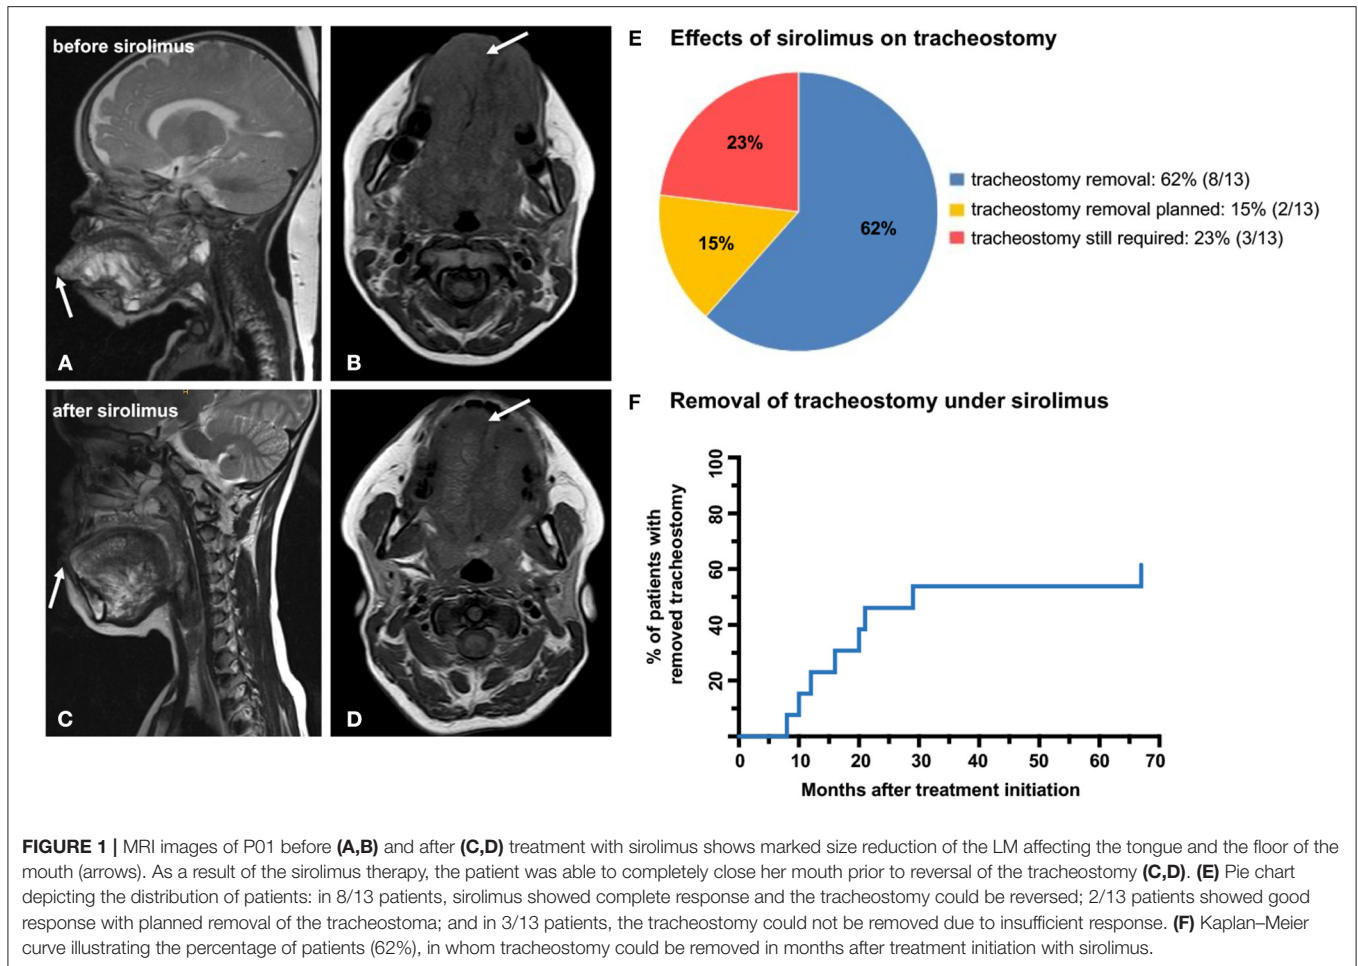 before sirolimus
A
B
after sirolimus
C
D
E Effects of sirolimus on tracheostomy
23%
15%
62%
tracheostomy removal: 62% (8/13)
tracheostomy removal planned: 15% (2/13)
tracheostomy still required: 23% (3/13)
F Removal of tracheostomy under sirolimus
% of patients with
removed tracheostomy
100
80
60
40
20
0 10 20 30 40 50 60 70
Months after treatment initiation
FIGURE 1 | MRI images of P01 before (A,B) and after (C,D) treatment with sirolimus shows marked size reduction of the LM affecting the tongue and the floor of the
mouth (arrows). As a result of the sirolimus therapy, the patient was able to completely close her mouth prior to reversal of the tracheostomy (C,D). (E) Pie chart
depicting the distribution of patients: in 8/13 patients, sirolimus showed complete response and the tracheostomy could be reversed; 2/13 patients showed good
response with planned removal of the tracheostoma; and in 3/13 patients, the tracheostomy could not be removed due to insufficient response. (F) Kaplan–Meier
curve illustrating the percentage of patients (62%), in whom tracheostomy could be removed in months after treatment initiation with sirolimus.